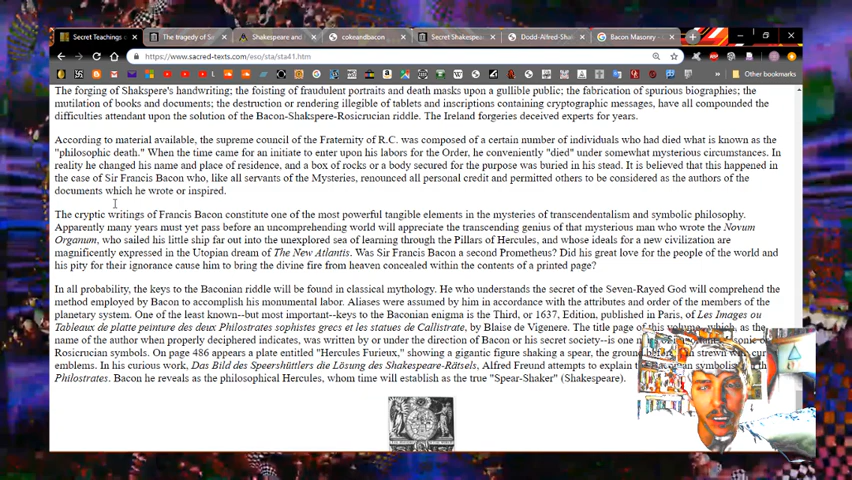 Secret Teachings
The tragedy of S
Shakespeare and
cokeandbacon
Secret Shakespea
Dodd-Alfred-Sha
Bacon Masonry -
https://www.sacred-texts.com/eso/sta/sta41.htm
Other bookmarks
The forging of Shakspere's handwriting; the foisting of fraudulent portraits and death masks upon a gullible public; the fabrication of spurious biographies; the
mutilation of books and documents; the destruction or rendering illegible of tablets and inscriptions containing cryptographic messages, have all compounded the
difficulties attendant upon the solution of the Bacon-Shakspere-Rosicrucian riddle. The Ireland forgeries deceived experts for years.
According to material available, the supreme council of the Fraternity of R.C. was composed of a certain number of individuals who had died what is known as the
"philosophic death." When the time came for an initiate to enter upon his labors for the Order, he conveniently "died" under somewhat mysterious circumstances. In
reality he changed his name and place of residence, and a box of rocks or a body secured for the purpose was buried in his stead. It is believed that this happened in
the case of Sir Francis Bacon who, like all servants of the Mysteries, renounced all personal credit and permitted others to be considered as the authors of the
documents which he wrote or inspired.
The cryptic writings of Francis Bacon constitute one of the most powerful tangible elements in the mysteries of transcendentalism and symbolic philosophy.
Apparently many years must yet pass before an uncomprehending world will appreciate the transcending genius of that mysterious man who wrote the Novum
Organum, who sailed his little ship far out into the unexplored sea of learning through the Pillars of Hercules, and whose ideals for a new civilization are
magnificently expressed in the Utopian dream of The New Atlantis. Was Sir Francis Bacon a second Prometheus? Did his great love for the people of the world and
his pity for their ignorance cause him to bring the divine fire from heaven concealed within the contents of a printed page?
In all probability, the keys to the Baconian riddle will be found in classical mythology. He who understands the secret of the Seven-Rayed God will comprehend the
method employed by Bacon to accomplish his monumental labor. Aliases were assumed by him in accordance with the attributes and order of the members of the
planetary system. One of the least known--but most important--keys to the Baconian enigma is the Third, or 1637, Edition, published in Paris, of Les Images ou
Tableaux de platte peinture des deux Philostrates sophistes grecs et les statues de Callistrate, by Blaise de Vigenere. The title page of this volume--which, as the
name of the author when properly deciphered indicates, was written by or under the direction of Bacon or his secret society--is one
Rosicrucian symbols. On page 486 appears a plate entitled "Hercules Furieux," showing a gigantic figure shaking a spear, the ground
emblems. In his curious work, Das Bild des Speershüttlers die Lösung des Shakespeare-Rätsels, Alfred Freund attempts to explain
Philostrates. Bacon he reveals as the philosophical Hercules, whom time will establish as the true "Spear-Shaker" (Shakespeare).